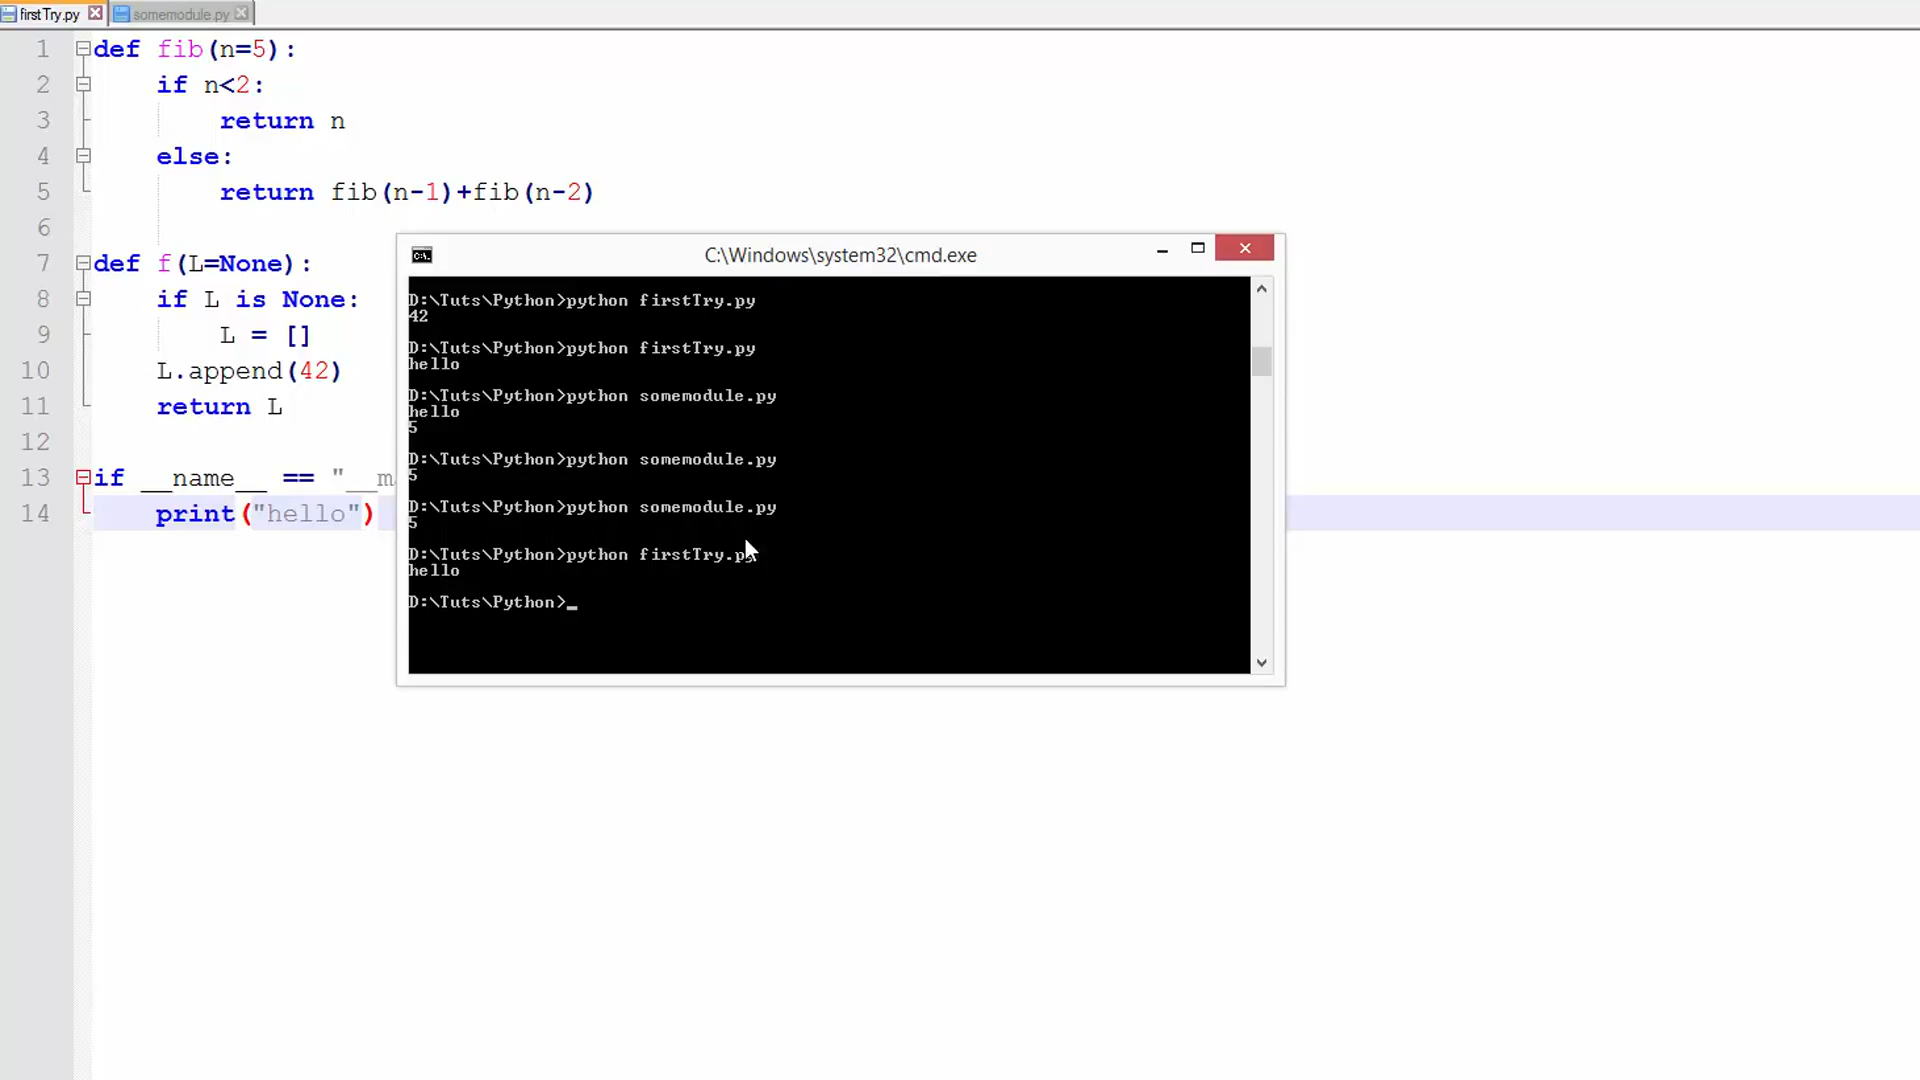 firstTry.py somemodule.py
1 def fib(n=5):
2 if n<2:
3 return n
4 else:
5 return fib(n-1)+fib(n-2)
6
7 def f(L=None):
8 if L is None:
9 L = []
10 L.append(42)
11 return L
12
13 if __name__ == "__m
14 print("hello")
C:\Windows\system32\cmd.exe
D:\Tuts\Python>python firstTry.py
42
D:\Tuts\Python>python firstTry.py
hello
D:\Tuts\Python>python somemodule.py
hello
5
D:\Tuts\Python>python somemodule.py
5
D:\Tuts\Python>python somemodule.py
5
D:\Tuts\Python>python firstTry.py
hello
D:\Tuts\Python>_